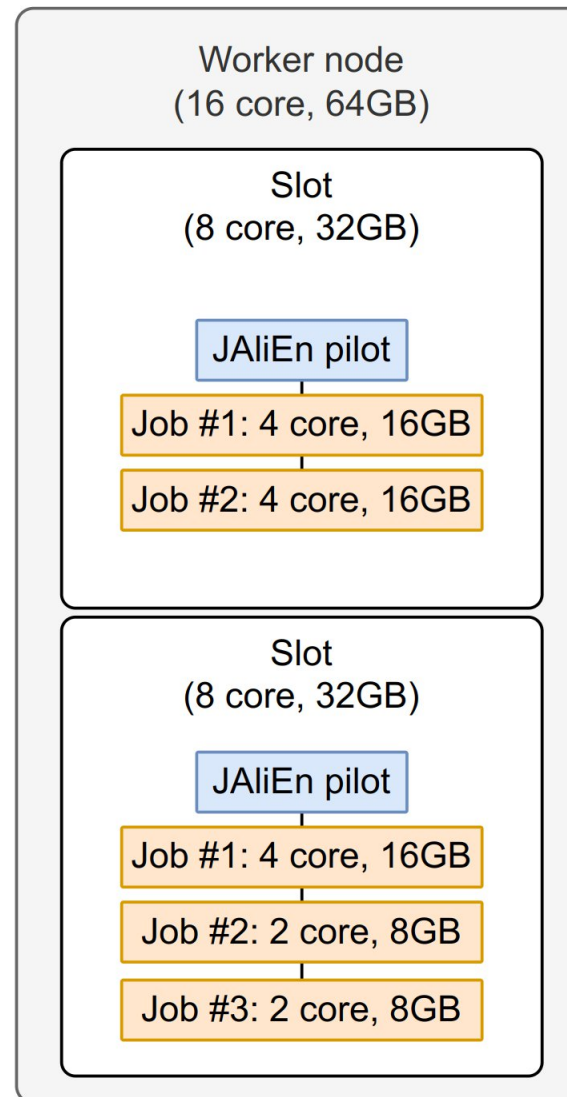 Worker node
(16 core, 64GB)
Slot
(8 core, 32GB)
JAliEn pilot
Job #1: 4 core, 16GB
Job #2: 4 core, 16GB
Slot
(8 core, 32GB)
JAliEn pilot
Job #1: 4 core, 16GB
Job #2: 2 core, 8GB
Job #3: 2 core, 8GB